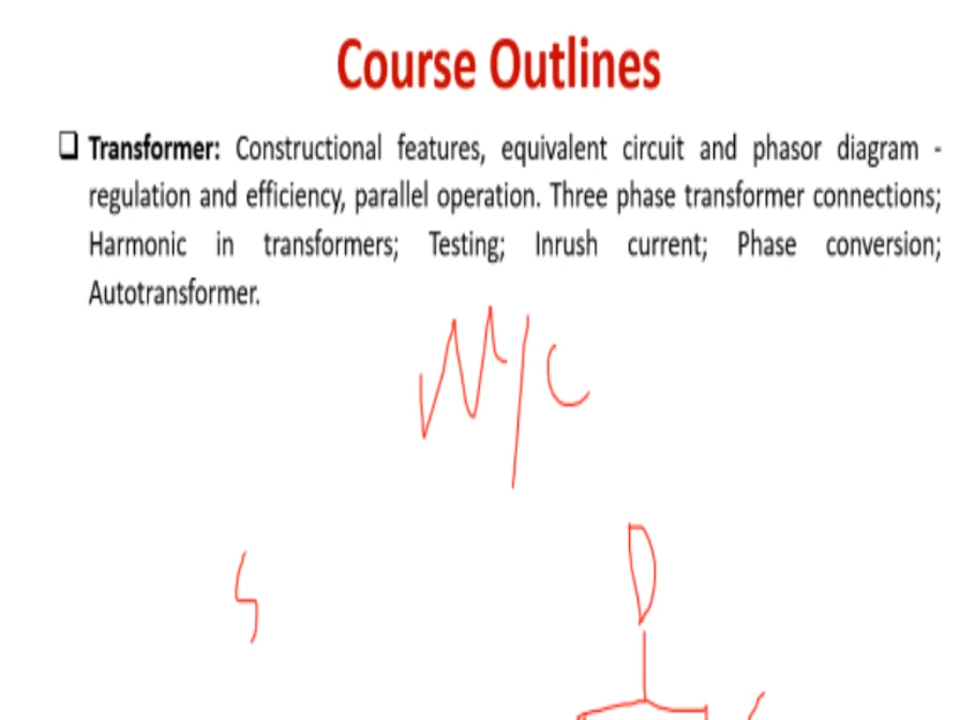 Course Outlines
❑ Transformer: Constructional features, equivalent circuit and phasor diagram -
regulation and efficiency, parallel operation. Three phase transformer connections;
Harmonic in transformers; Testing; Inrush current; Phase conversion;
Autotransformer.
M/C
S D